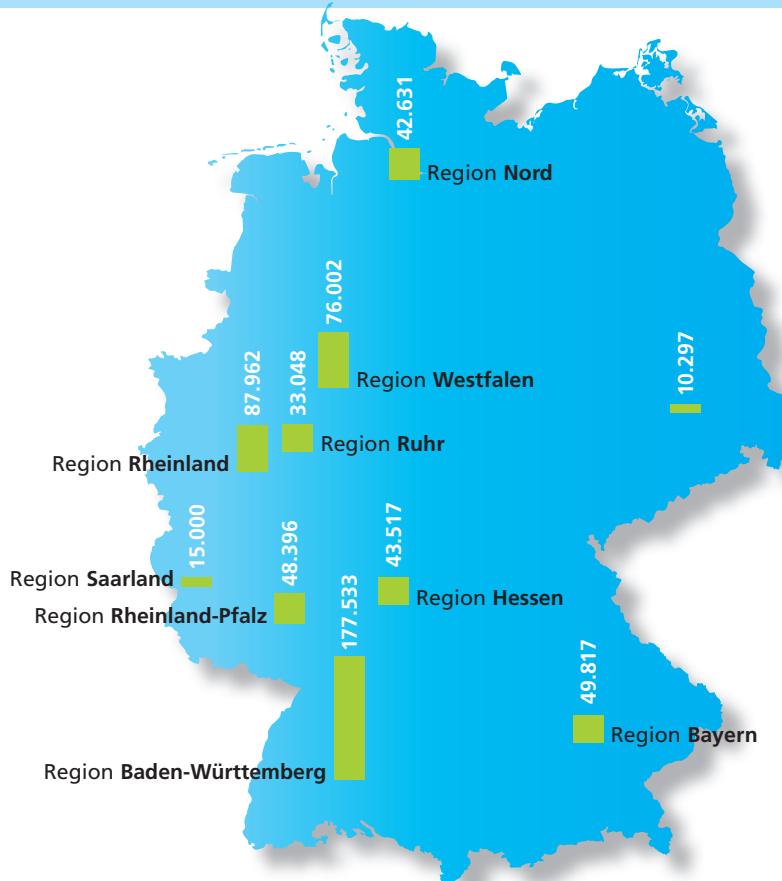 42.631
Region Nord
76.002
Region Westfalen
10.297
87.962
Region Rheinland
33.048
Region Ruhr
15.000
Region Saarland
48.396
Region Rheinland-Pfalz
43.517
Region Hessen
177.533
Region Baden-Württemberg
49.817
Region Bayern